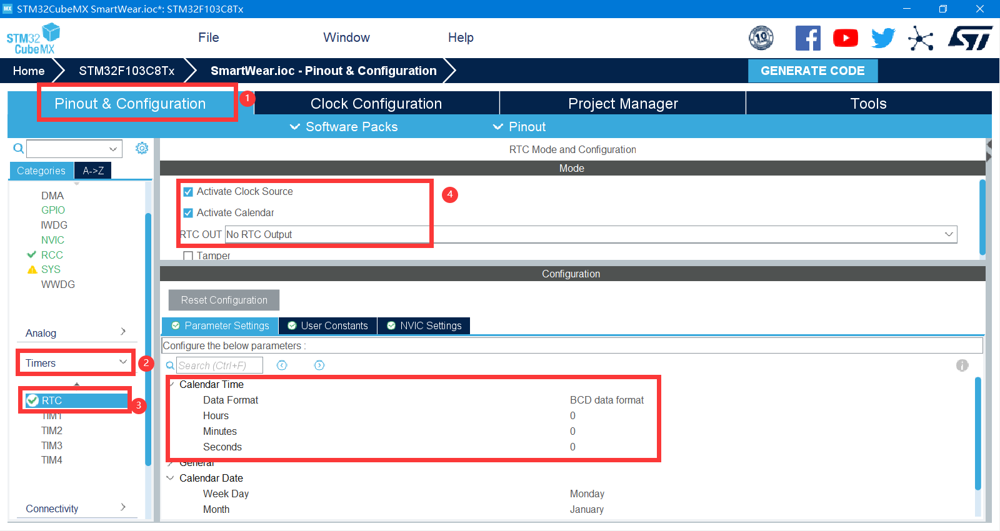 MX STM32CubeMX SmartWear.ioc*: STM32F103C8Tx
STM32
CubeMX
File
Window
Help
10
Home
STM32F103C8Tx
SmartWear.ioc - Pinout & Configuration
GENERATE CODE
Pinout & Configuration
1
Clock Configuration
Project Manager
Tools
Software Packs
Pinout
Categories
A->Z
DMA
GPIO
IWDG
NVIC
RCC
SYS
WWDG
Analog
Timers
2
RTC
3
TIM1
TIM2
TIM3
TIM4
Connectivity
RTC Mode and Configuration
Mode
Activate Clock Source
4
Activate Calendar
RTC OUT No RTC Output
Tamper
Configuration
Reset Configuration
Parameter Settings
User Constants
NVIC Settings
Configure the below parameters :
Search (Ctrl+F)
Calendar Time
Data Format BCD data format
Hours 0
Minutes 0
Seconds 0
General
Calendar Date
Week Day Monday
Month January